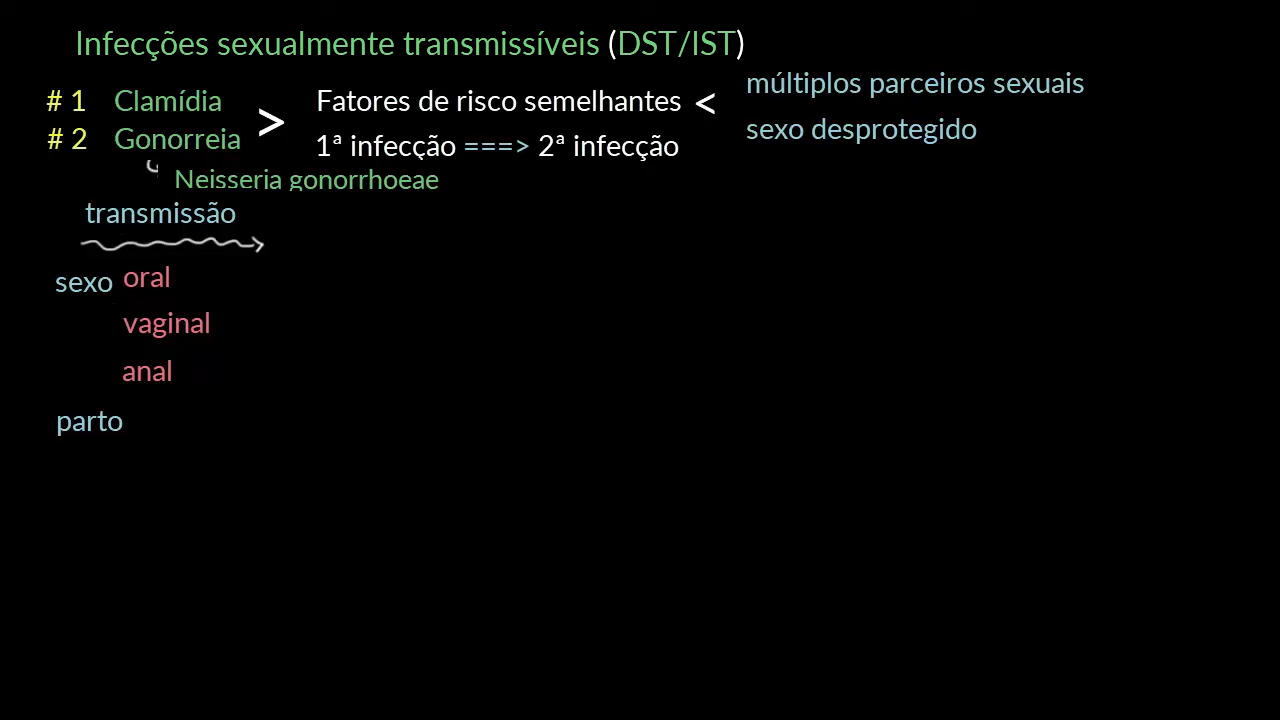 Infecções sexualmente transmissíveis (DST/IST)
# 1 Clamídia > Fatores de risco semelhantes < múltiplos parceiros sexuais
# 2 Gonorreia 1ª infecção ===> 2ª infecção sexo desprotegido
Neisseria gonorrhoeae
transmissão
sexo oral
vaginal
anal
parto